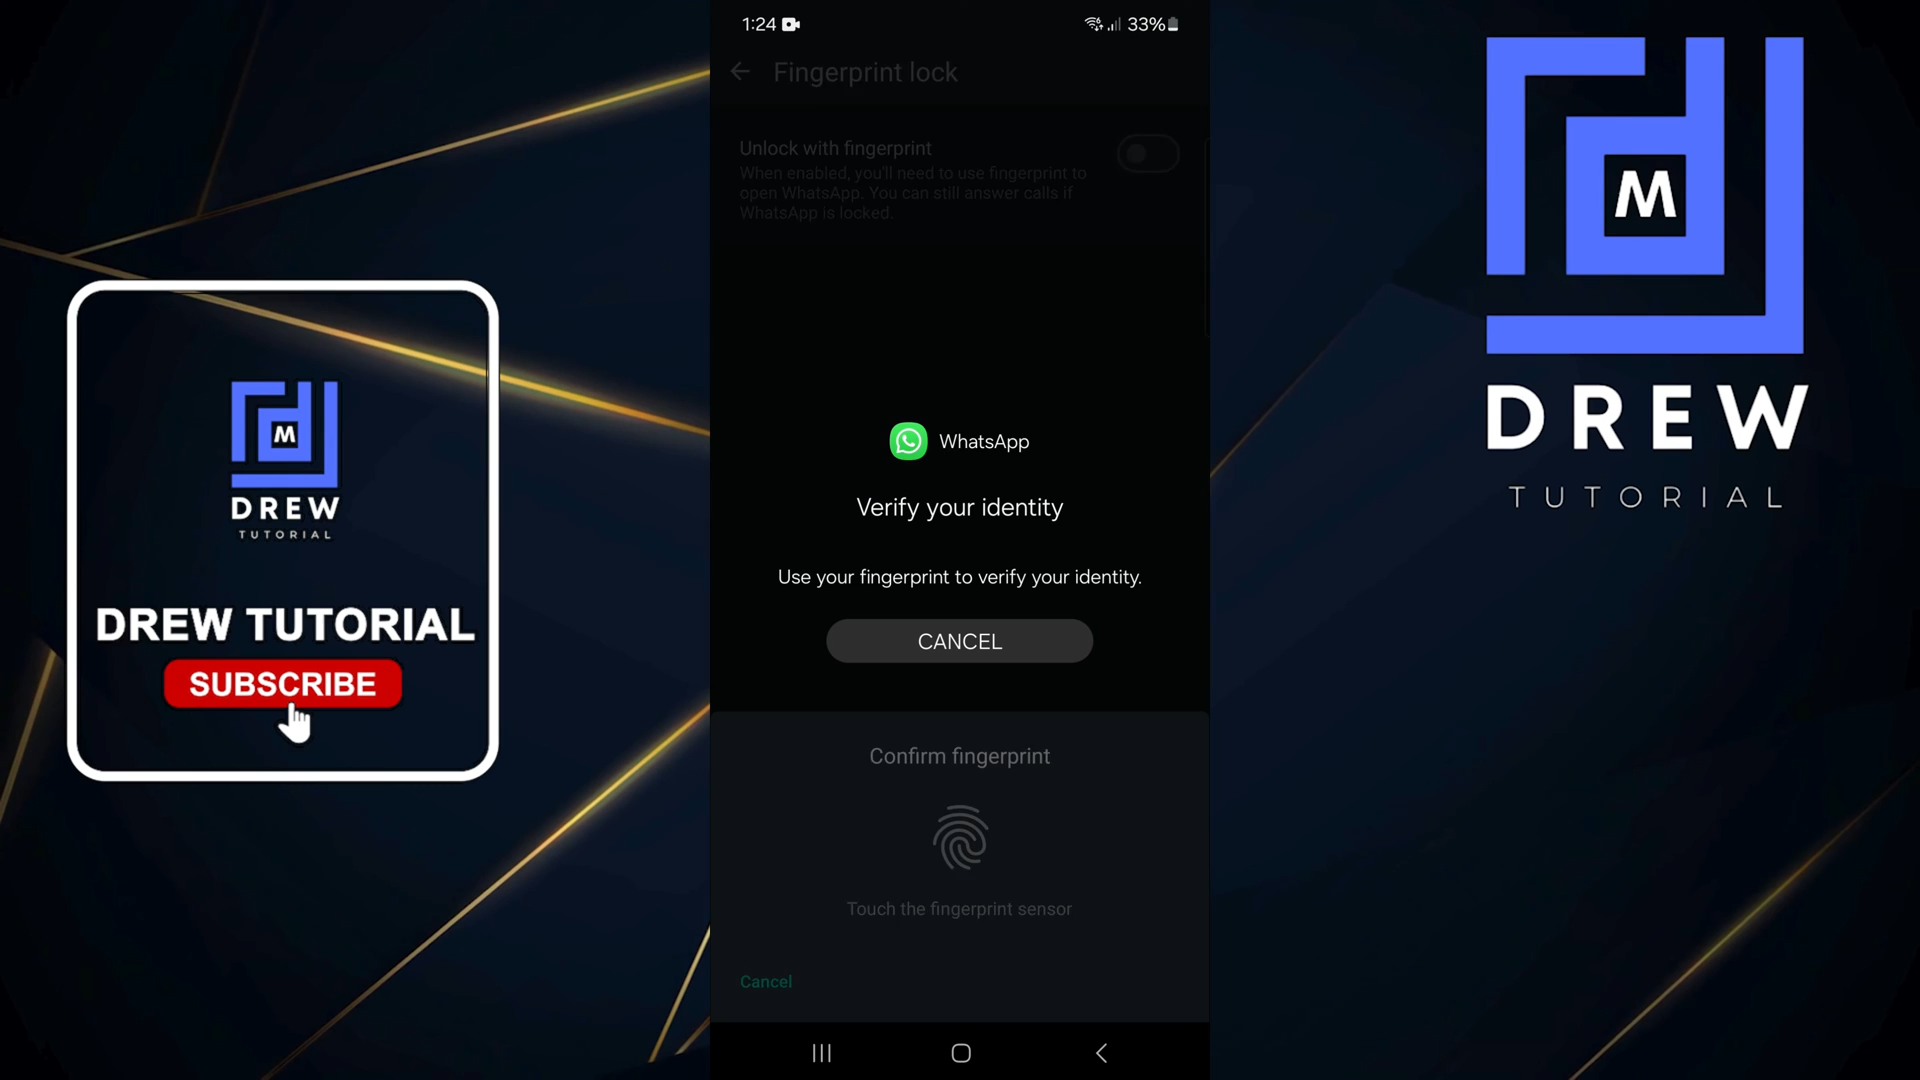 1:24
33%
Fingerprint lock
Unlock with fingerprint
When enabled, you'll need to use fingerprint to
open WhatsApp. You can still answer calls if
WhatsApp is locked.
WhatsApp
Verify your identity
Use your fingerprint to verify your identity.
CANCEL
Confirm fingerprint
Touch the fingerprint sensor
Cancel
M
DREW
TUTORIAL
DREW TUTORIAL
SUBSCRIBE
M
DREW
TUTORIAL